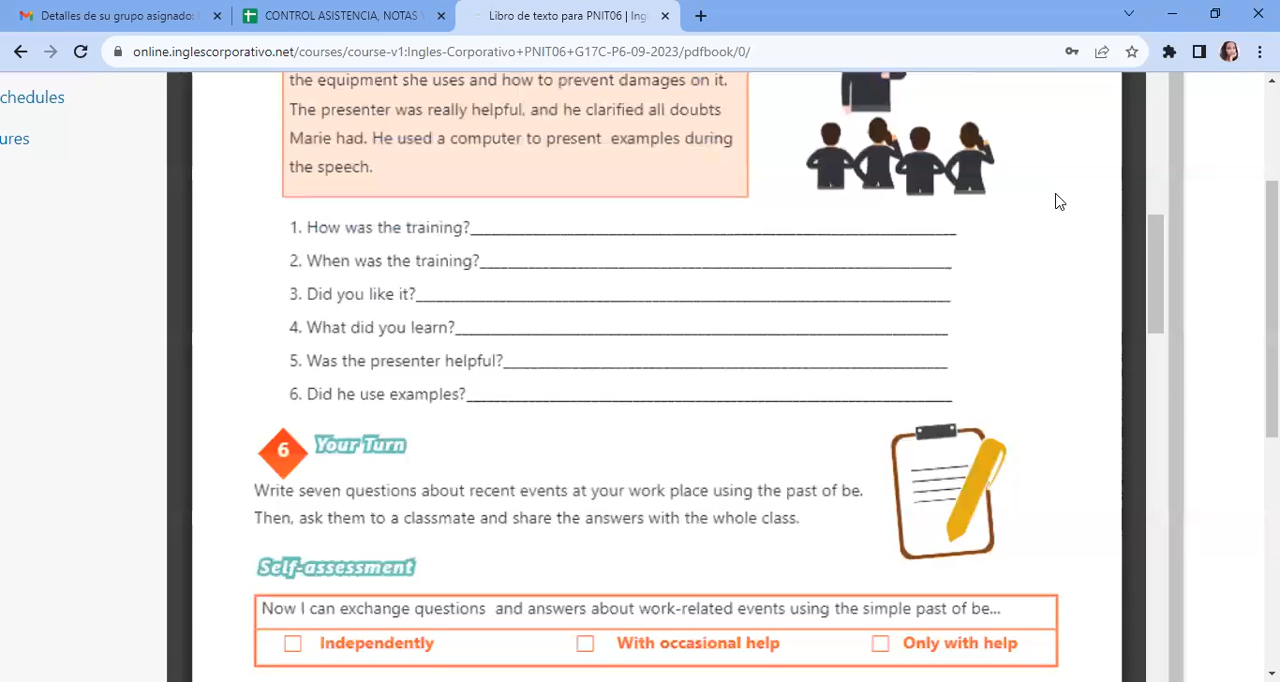 Detalles de su grupo asignado:
CONTROL ASISTENCIA, NOTAS
Libro de texto para PNIT06 | Ingl
online.inglescorporativo.net/courses/course-v1:Ingles-Corporativo+PNIT06+G17C-P6-09-2023/pdfbook/0/
chedules
ures
the equipment she uses and how to prevent damages on it.
The presenter was really helpful, and he clarified all doubts
Marie had. He used a computer to present examples during
the speech.
1. How was the training?
2. When was the training?
3. Did you like it?
4. What did you learn?
5. Was the presenter helpful?
6. Did he use examples?
6 Your Turn
Write seven questions about recent events at your work place using the past of be.
Then, ask them to a classmate and share the answers with the whole class.
Self-assessment
Now I can exchange questions and answers about work-related events using the simple past of be...
Independently With occasional help Only with help